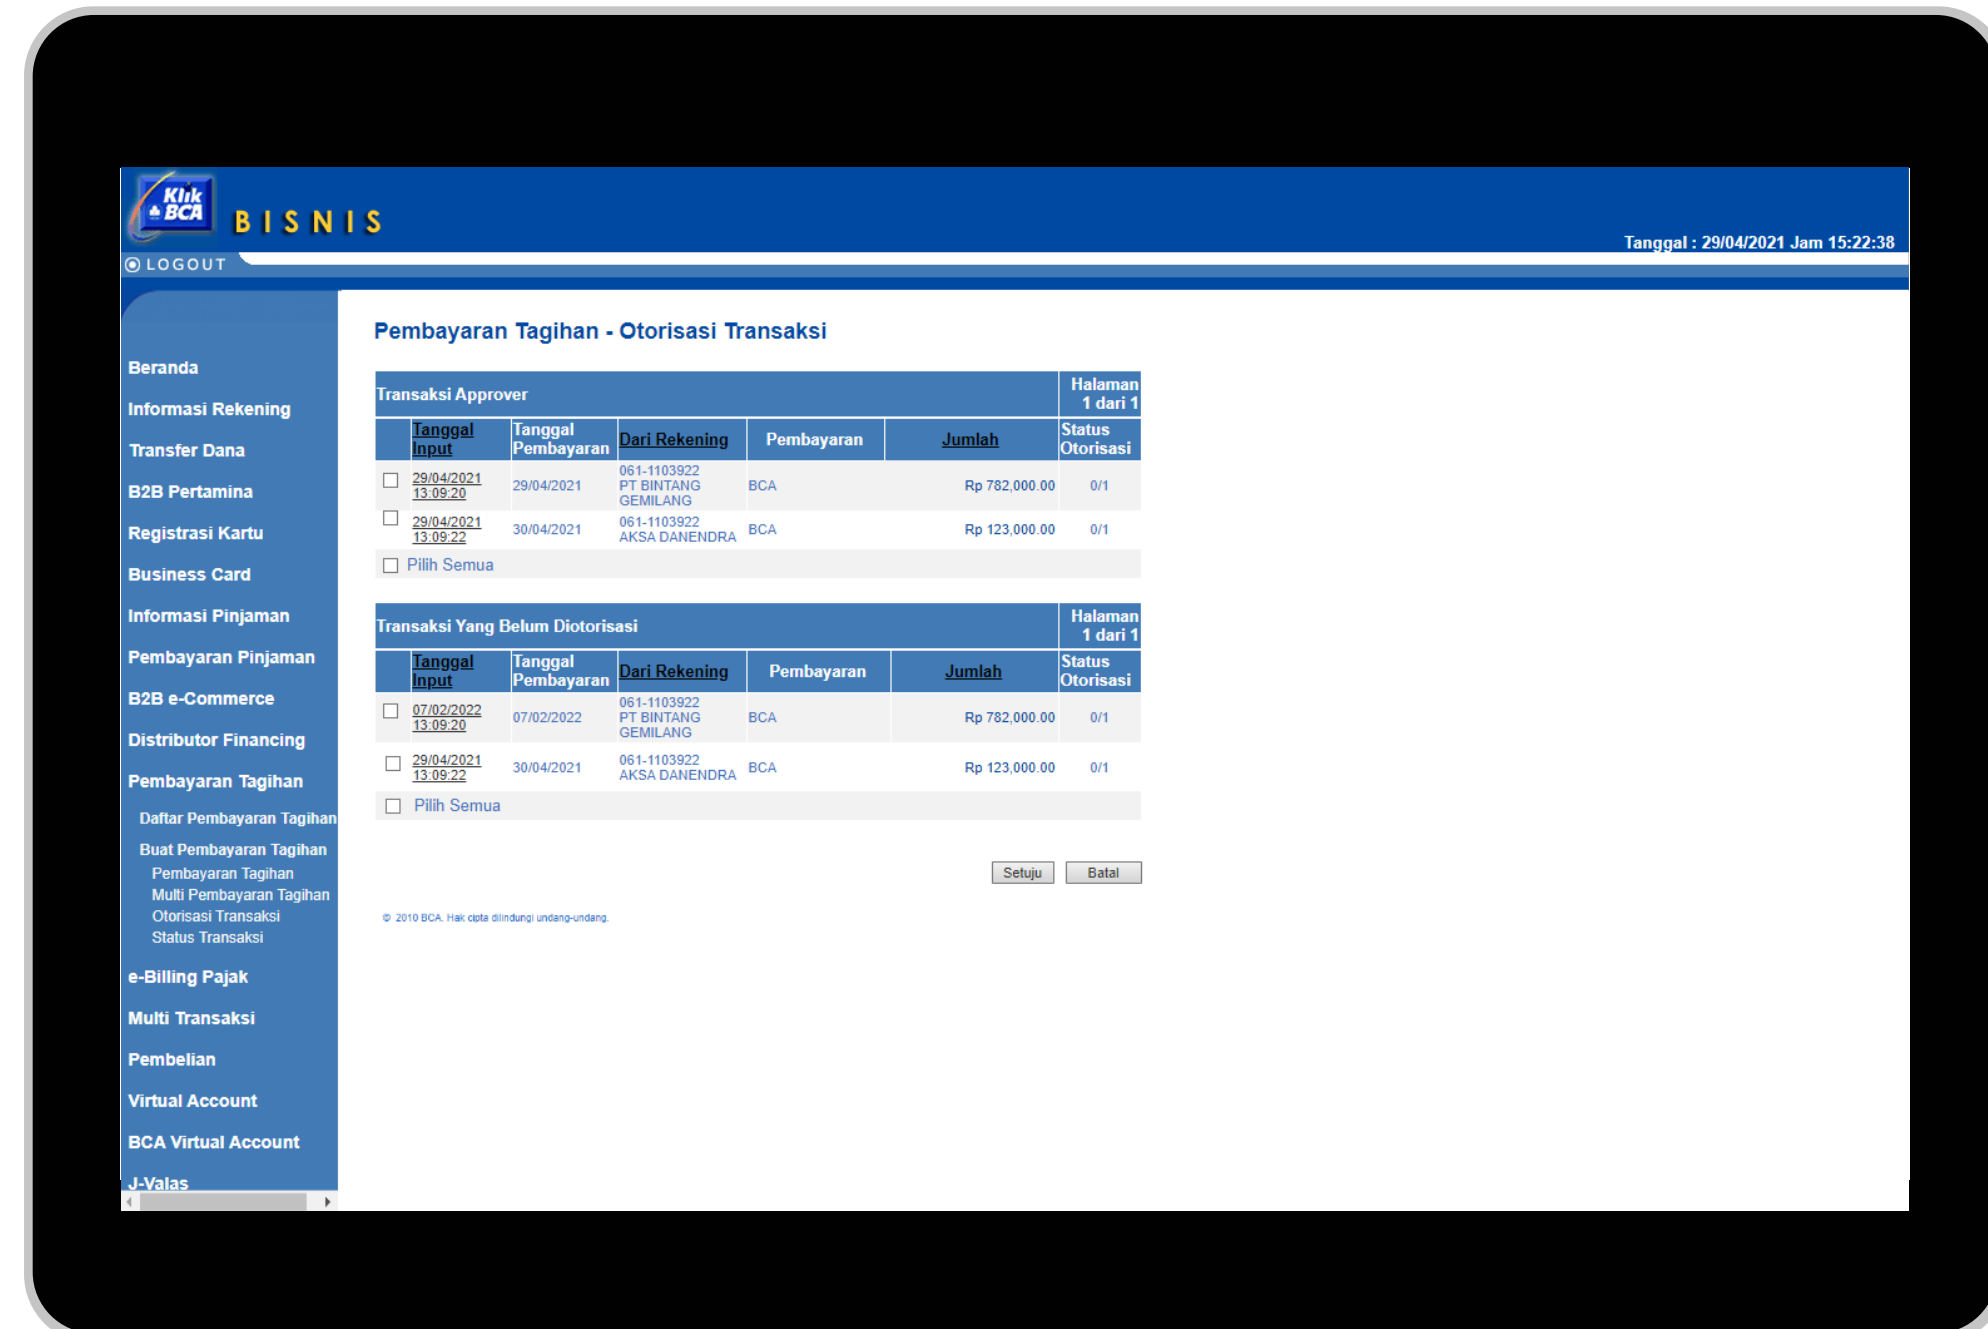 Klik
BCA
BISNIS
Tanggal : 29/04/2021 Jam 15:22:38
LOGOUT
Pembayaran Tagihan - Otorisasi Transaksi
Beranda
Informasi Rekening
Transfer Dana
B2B Pertamina
Registrasi Kartu
Business Card
Informasi Pinjaman
Pembayaran Pinjaman
B2B e-Commerce
Distributor Financing
Pembayaran Tagihan
Daftar Pembayaran Tagihan
Buat Pembayaran Tagihan
Pembayaran Tagihan
Multi Pembayaran Tagihan
Otorisasi Transaksi
Status Transaksi
e-Billing Pajak
Multi Transaksi
Pembelian
Virtual Account
BCA Virtual Account
J-Valas
Transaksi Approver
Halaman
1 dari 1
Tanggal
Input
Tanggal
Pembayaran
Dari Rekening
Pembayaran
Jumlah
Status
Otorisasi
29/04/2021
13:09:20
29/04/2021
061-1103922
PT BINTANG
GEMILANG
BCA
Rp 782,000.00
0/1
29/04/2021
13:09:22
30/04/2021
061-1103922
AKSA DANENDRA
BCA
Rp 123,000.00
0/1
Pilih Semua
Transaksi Yang Belum Diotorisasi
Halaman
1 dari 1
Tanggal
Input
Tanggal
Pembayaran
Dari Rekening
Pembayaran
Jumlah
Status
Otorisasi
07/02/2022
13:09:20
07/02/2022
061-1103922
PT BINTANG
GEMILANG
BCA
Rp 782,000.00
0/1
29/04/2021
13:09:22
30/04/2021
061-1103922
AKSA DANENDRA
BCA
Rp 123,000.00
0/1
Pilih Semua
Setuju
Batal
© 2010 BCA. Hak cipta dilindungi undang-undang.